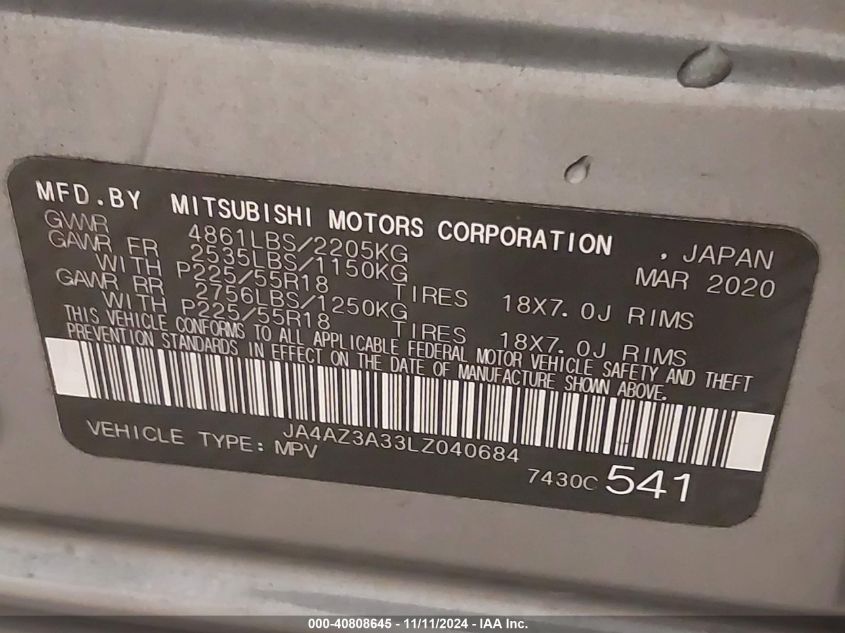 MFD.BY MITSUBISHI MOTORS CORPORATION , JAPAN
GVWR 4861LBS/2205KG MAR 2020
GAWR FR 2535LBS/1150KG
WITH P225/55R18 TIRES 18X7.0J RIMS
GAWR RR 2756LBS/1250KG
WITH P225/55R18 TIRES 18X7.0J RIMS
THIS VEHICLE CONFORMS TO ALL APPLICABLE FEDERAL MOTOR VEHICLE SAFETY AND THEFT
PREVENTION STANDARDS IN EFFECT ON THE DATE OF MANUFACTURE SHOWN ABOVE.
JA4AZ3A33LZ040684
VEHICLE TYPE: MPV
7430C 541
000-40808645 - 11/11/2024 - IAA Inc.